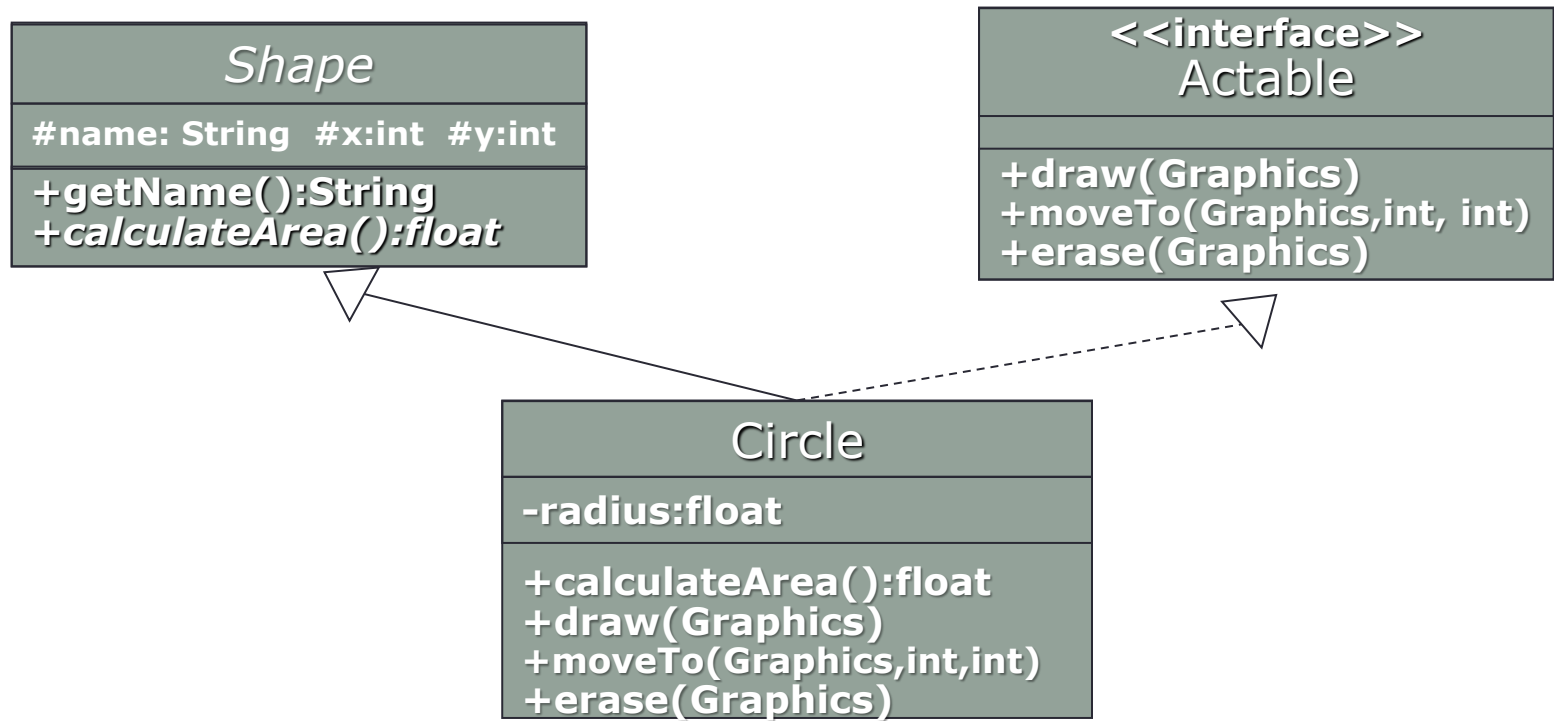 Shape
#name: String #x:int #y:int
+getName():String
+calculateArea():float
<<interface>>
Actable
+draw(Graphics)
+moveTo(Graphics,int, int)
+erase(Graphics)
Circle
-radius:float
+calculateArea():float
+draw(Graphics)
+moveTo(Graphics,int,int)
+erase(Graphics)